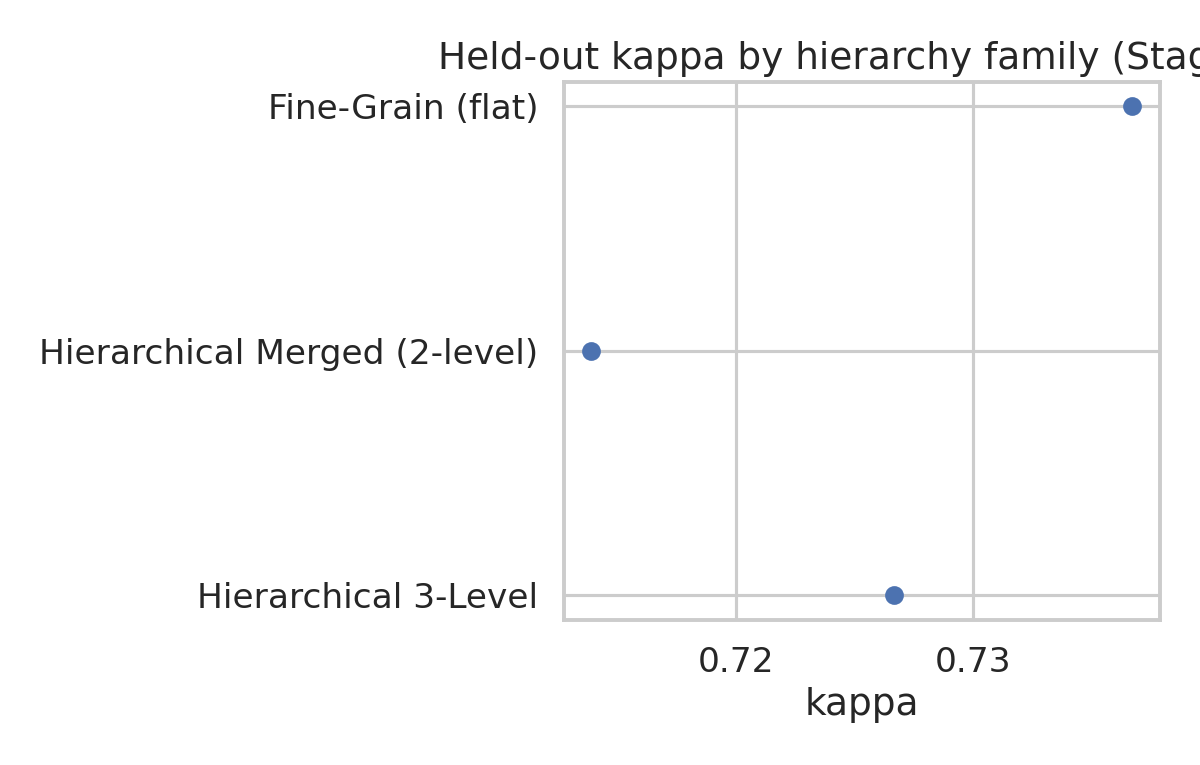 Held-out kappa by hierarchy family (Stag
Fine-Grain (flat)
Hierarchical Merged (2-level)
Hierarchical 3-Level
0.72 0.73
kappa